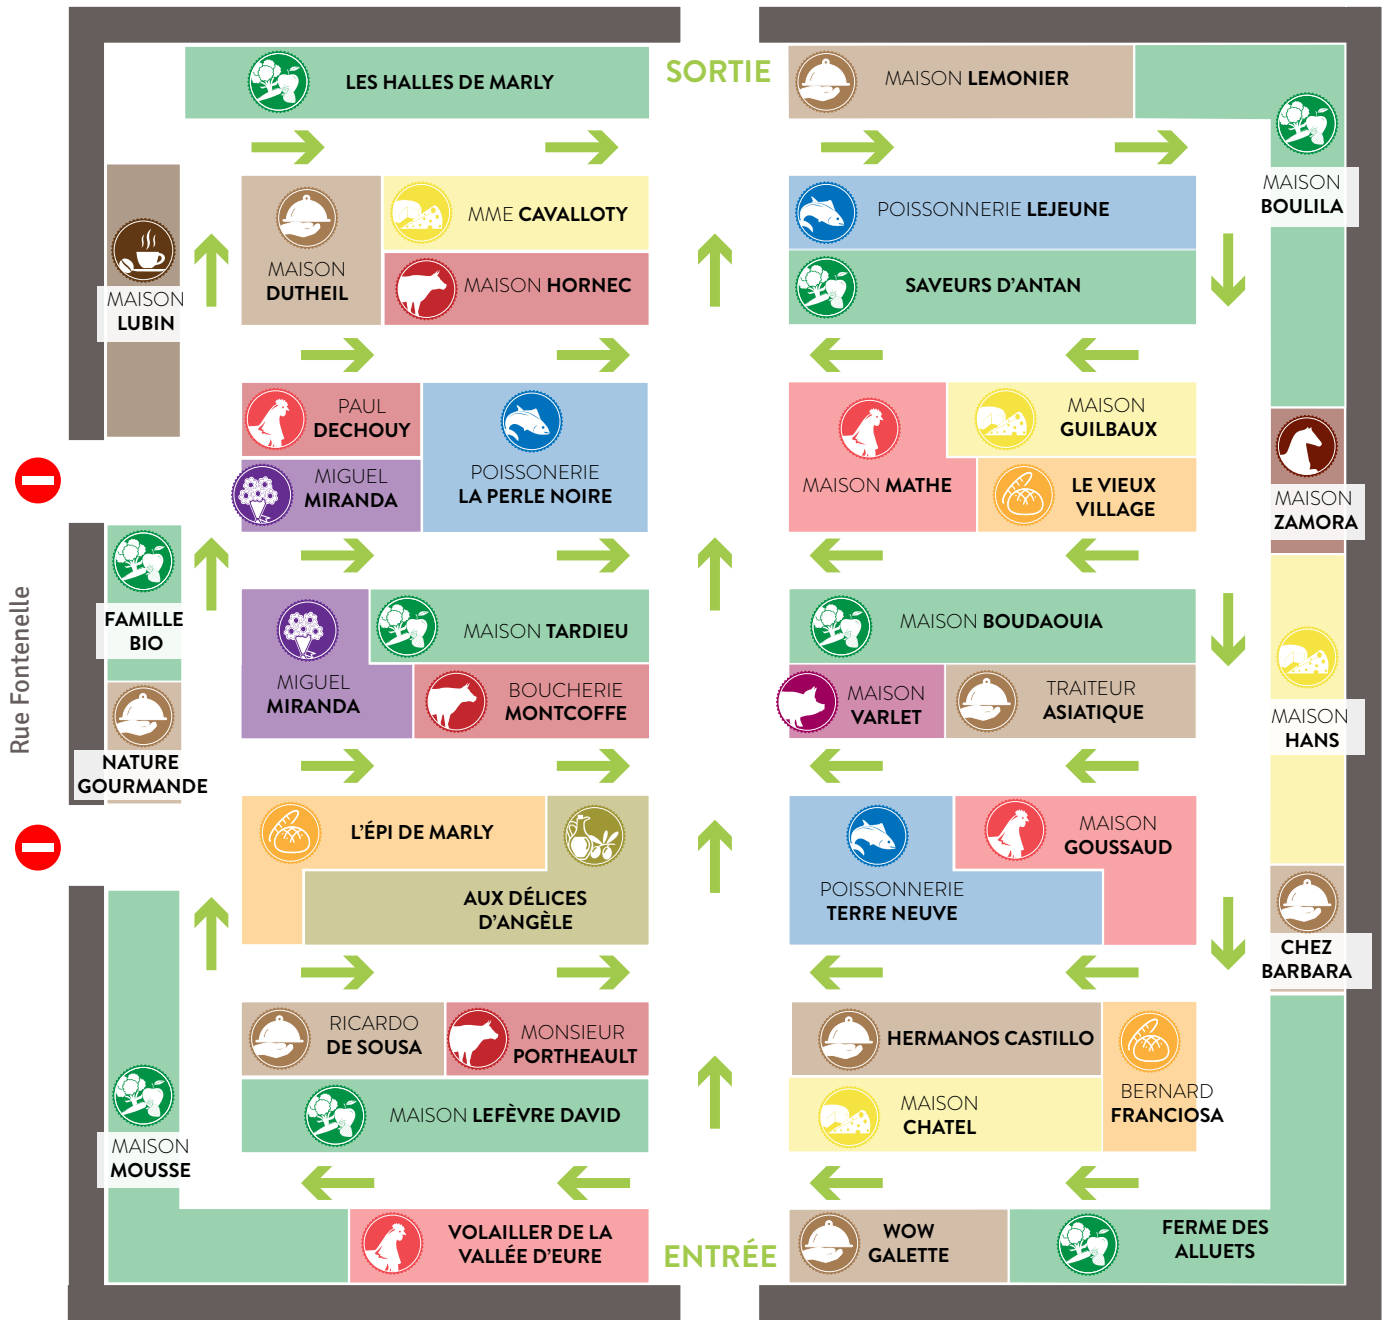 LES HALLES DE MARLY
SORTIE
MAISON LEMONIER
MAISON
BOULILA
MAISON
LUBIN
MAISON
DUTHEIL
MME CAVALLOTY
MAISON HORNEC
POISSONNERIE LEJEUNE
SAVEURS D'ANTAN
PAUL
DECHOUY
MIGUEL
MIRANDA
POISSONERIE
LA PERLE NOIRE
MAISON MATHE
MAISON
GUILBAUX
LE VIEUX
VILLAGE
MAISON
ZAMORA
Rue Fontenelle
FAMILLE
BIO
NATURE
GOURMANDE
MIGUEL
MIRANDA
MAISON TARDIEU
BOUCHERIE
MONTCOFFE
MAISON BOUDAOUIA
MAISON
VARLET
TRAITEUR
ASIATIQUE
MAISON
HANS
L'ÉPI DE MARLY
AUX DÉLICES
D'ANGÈLE
POISSONNERIE
TERRE NEUVE
MAISON
GOUSSAUD
CHEZ
BARBARA
RICARDO
DE SOUSA
MONSIEUR
PORTHEAULT
MAISON LEFÈVRE DAVID
HERMANOS CASTILLO
MAISON
CHATEL
BERNARD
FRANCIOSA
MAISON
MOUSSE
VOLAILLER DE LA
VALLÉE D'EURE
ENTRÉE
WOW
GALETTE
FERME DES
ALLUETS